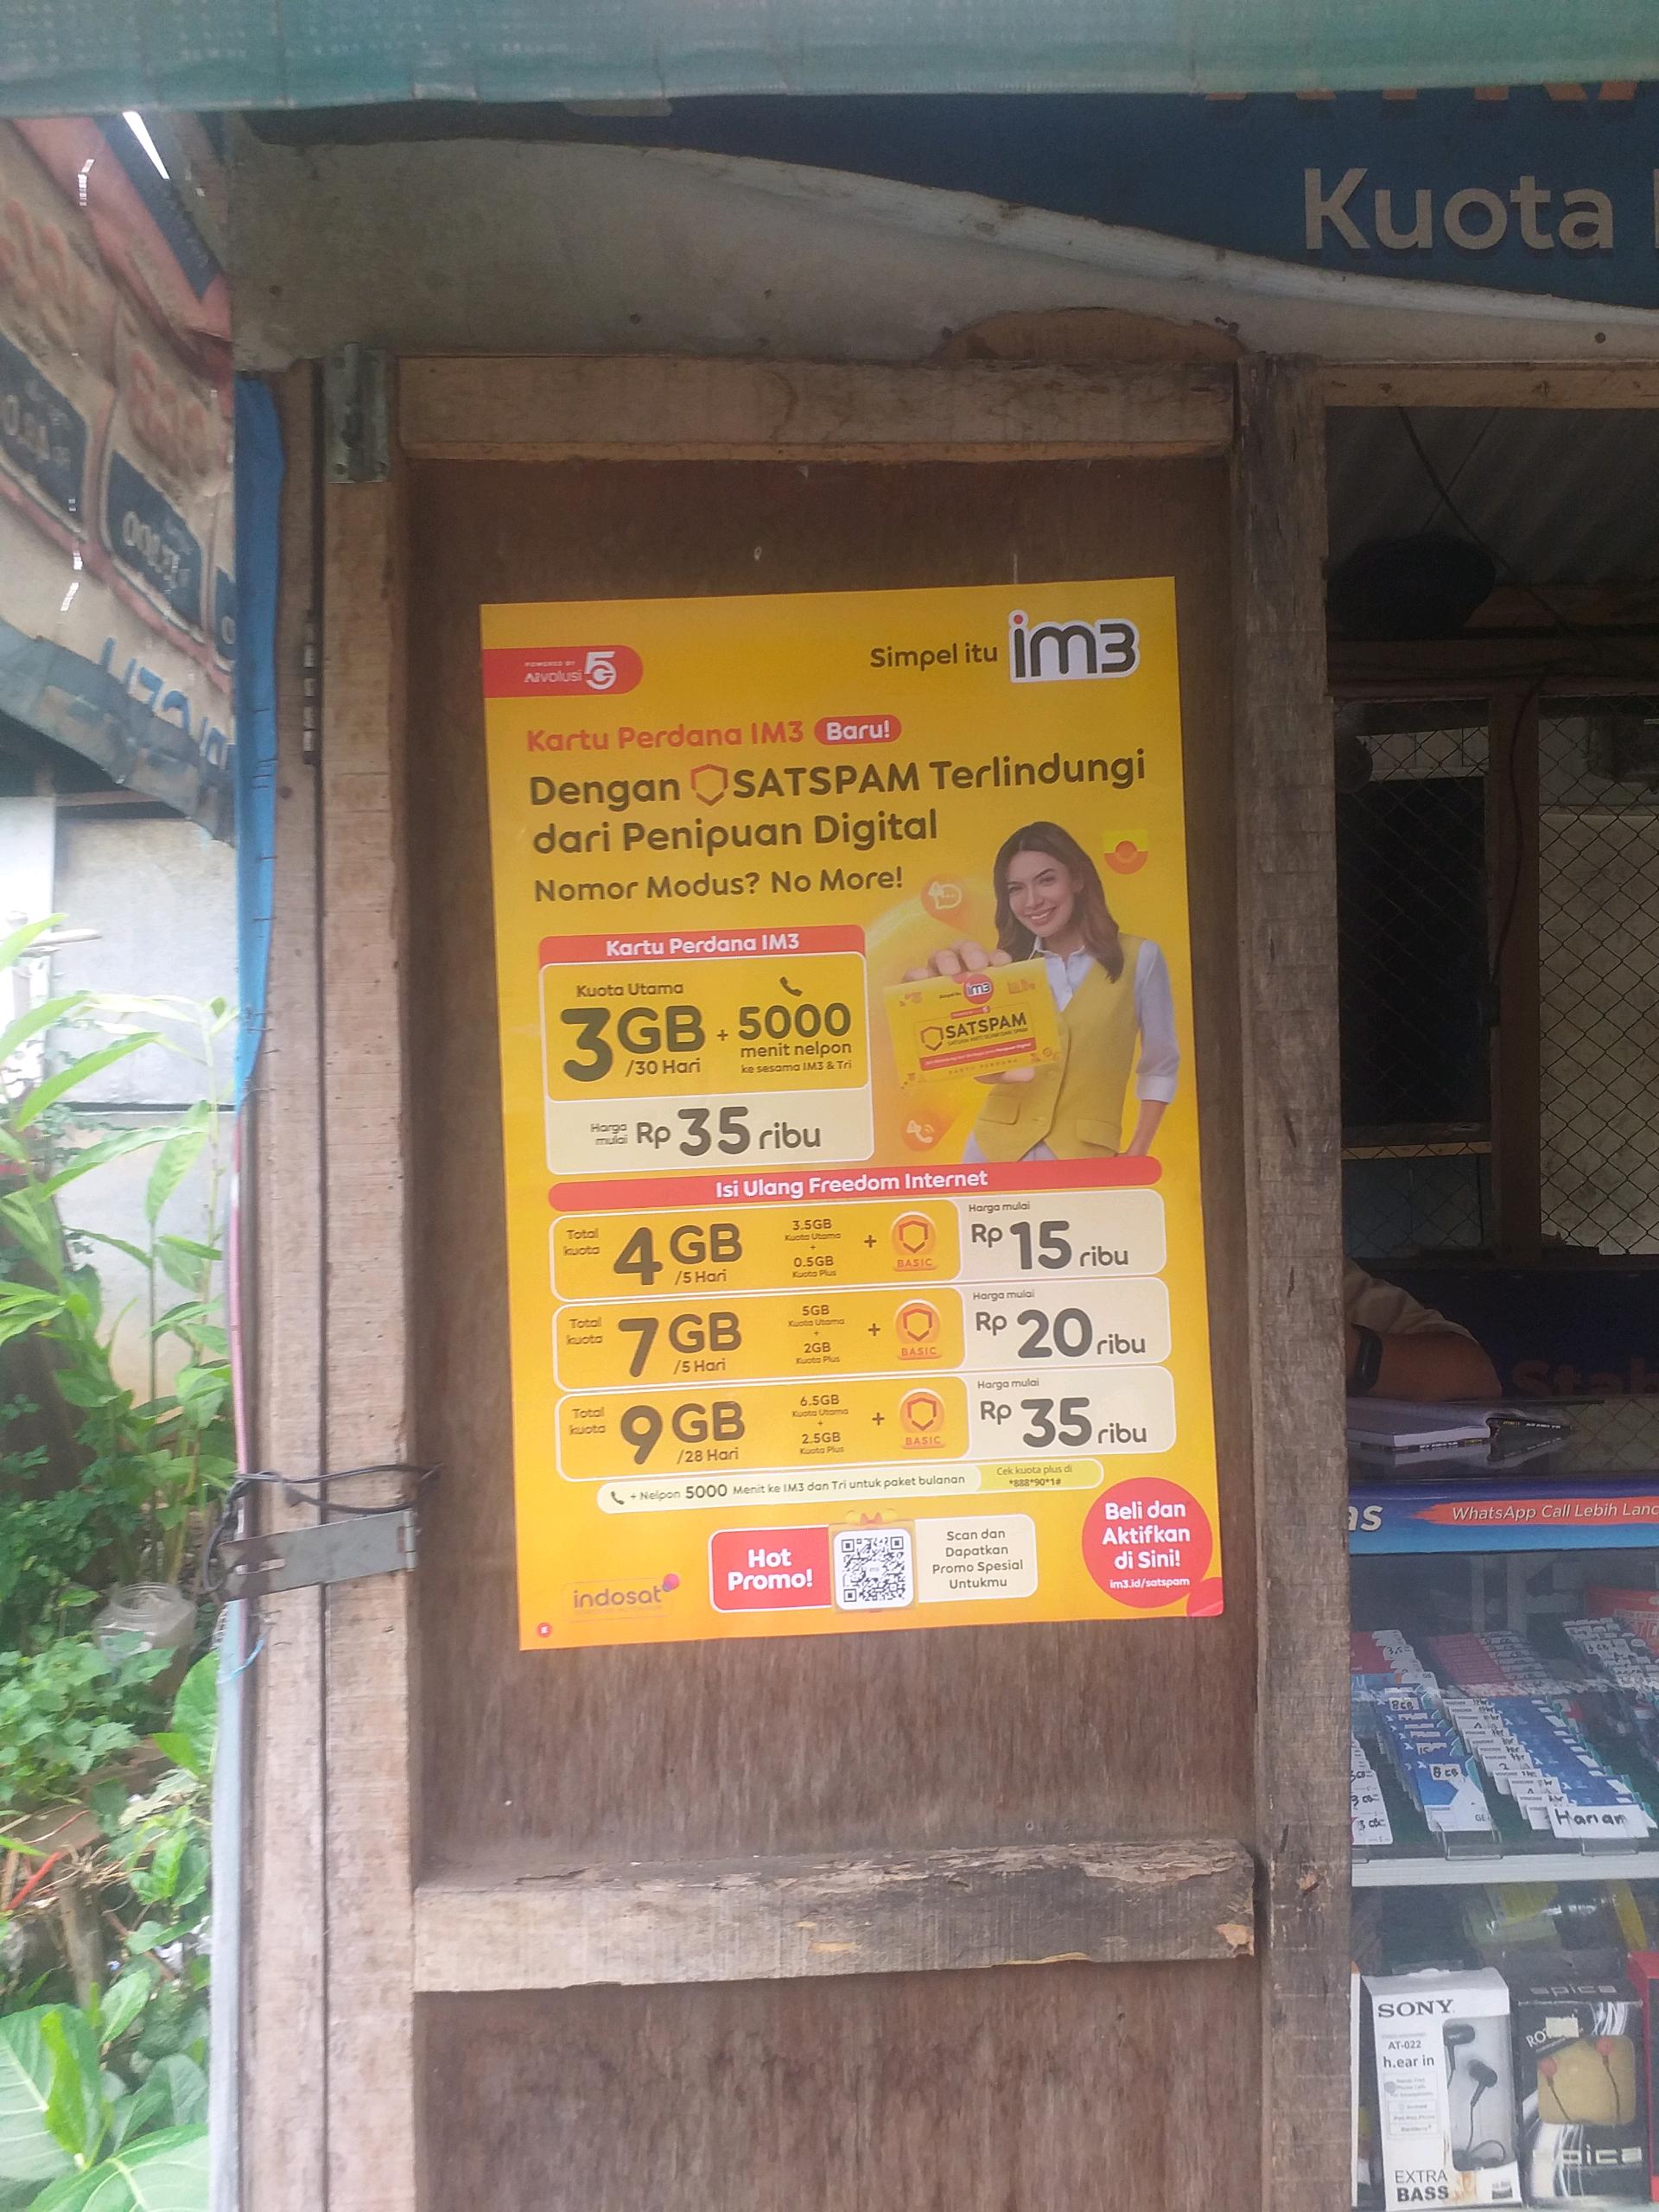 Kuota
POWERED BY
AIvolusi 5G
Simpel itu im3
Kartu Perdana IM3 Baru!
Dengan SATSPAM Terlindungi
dari Penipuan Digital
Nomor Modus? No More!
Kartu Perdana IM3
Kuota Utama
3GB /30 Hari + 5000 menit nelpon
ke sesama IM3 & Tri
Harga mulai Rp 35 ribu
im3
SATSPAM
Isi Ulang Freedom Internet
Total kuota 4GB /5 Hari
3.5GB
Kuota Utama
+
0.5GB
Kuota Plus
+ BASIC
Harga mulai
Rp 15 ribu
Total kuota 7GB /5 Hari
5GB
Kuota Utama
+
2GB
Kuota Plus
+ BASIC
Harga mulai
Rp 20 ribu
Total kuota 9GB /28 Hari
6.5GB
Kuota Utama
+
2.5GB
Kuota Plus
+ BASIC
Harga mulai
Rp 35 ribu
+ Nelpon 5000 Menit ke IM3 dan Tri untuk paket bulanan
Cek kuota plus di
*888*90*1#
indosat
Hot
Promo!
Scan dan
Dapatkan
Promo Spesial
Untukmu
Beli dan
Aktifkan
di Sini!
im3.id/satspam
WhatsApp Call Lebih
8 GB
Harian
SONY
AT-022
h.ear in
EXTRA
BASS
spica